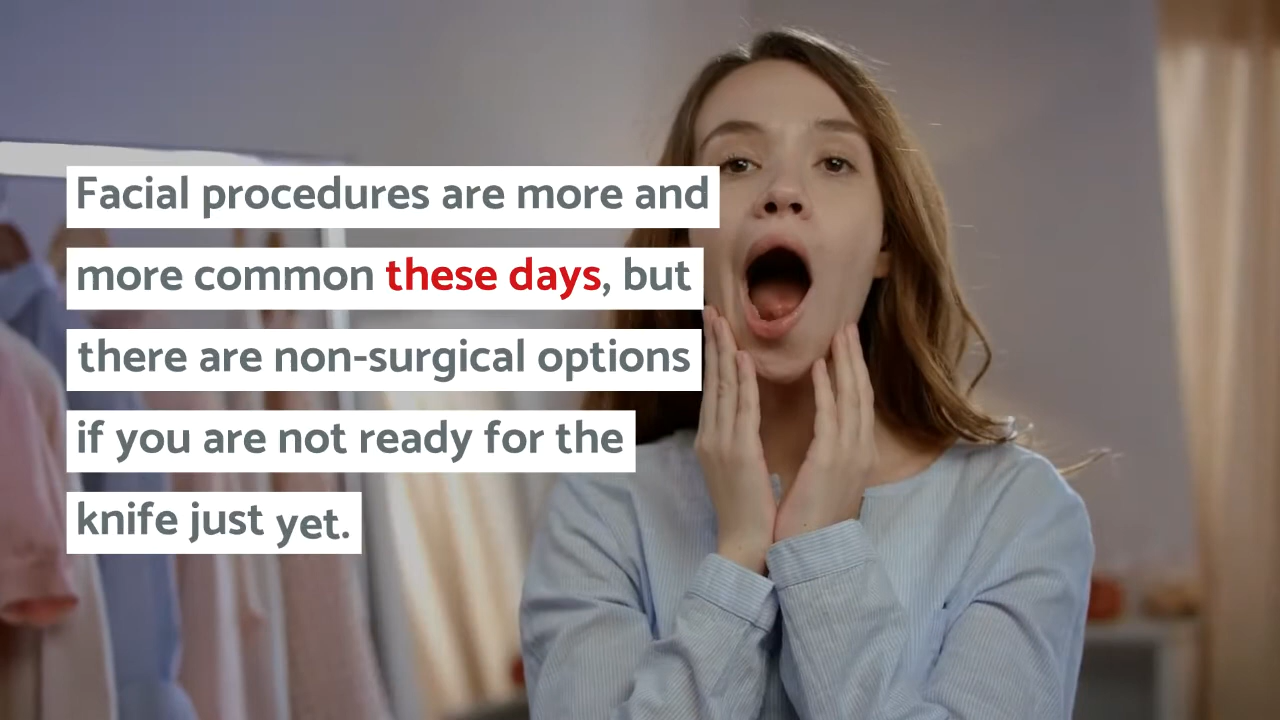 Facial procedures are more and
more common these days, but
there are non-surgical options
if you are not ready for the
knife just yet.